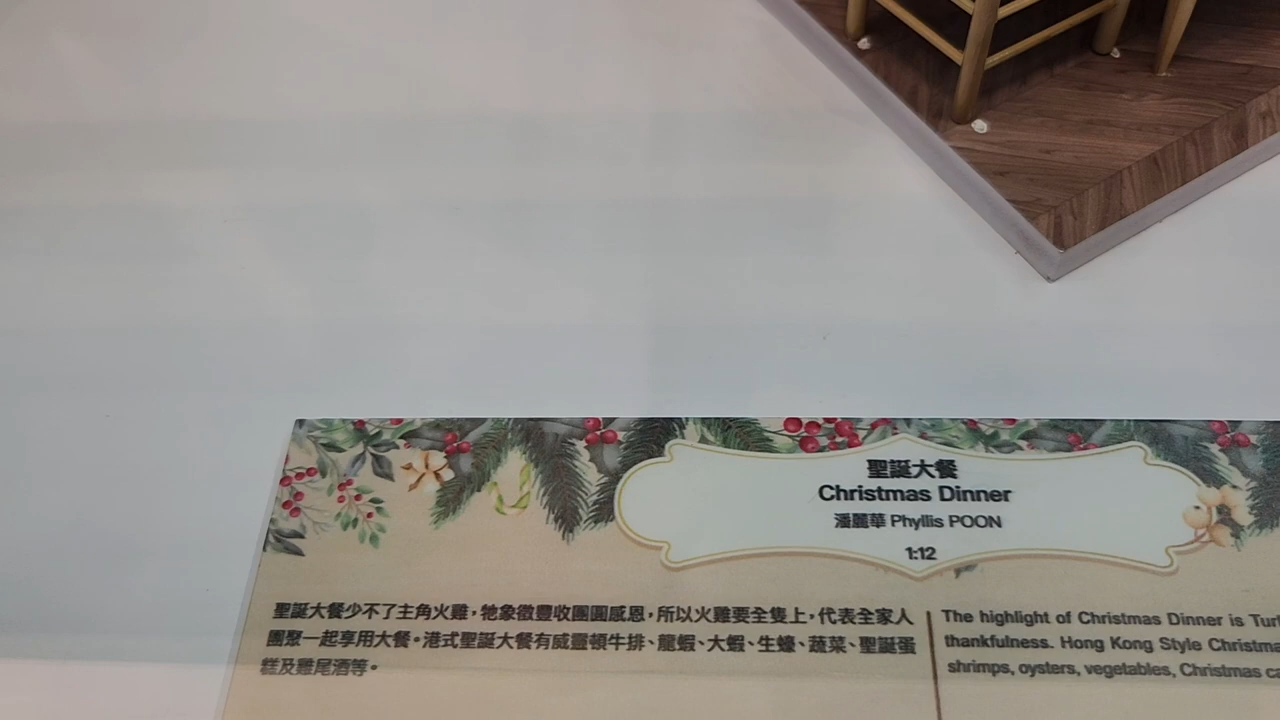 聖誕大餐
Christmas Dinner
潘麗華 Phyllis POON
1:12
聖誕大餐少不了主角火雞，牠象徵豐收團圓感恩，所以火雞要全隻上，代表全家人
團聚一起享用大餐。港式聖誕大餐有威靈頓牛排、龍蝦、大蝦、生蠔、蔬菜、聖誕蛋
糕及雞尾酒等。
The highlight of Christmas Dinner is
thankfulness. Hong Kong Style
shrimps, oysters, vegetables, Christmas